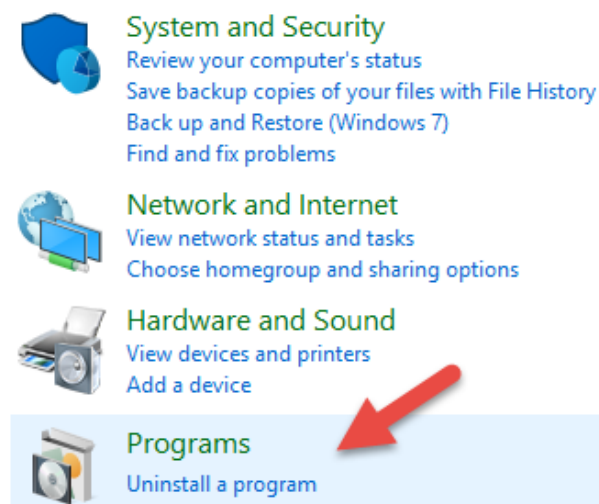 System and Security
Review your computer's status
Save backup copies of your files with File History
Back up and Restore (Windows 7)
Find and fix problems
Network and Internet
View network status and tasks
Choose homegroup and sharing options
Hardware and Sound
View devices and printers
Add a device
Programs
Uninstall a program